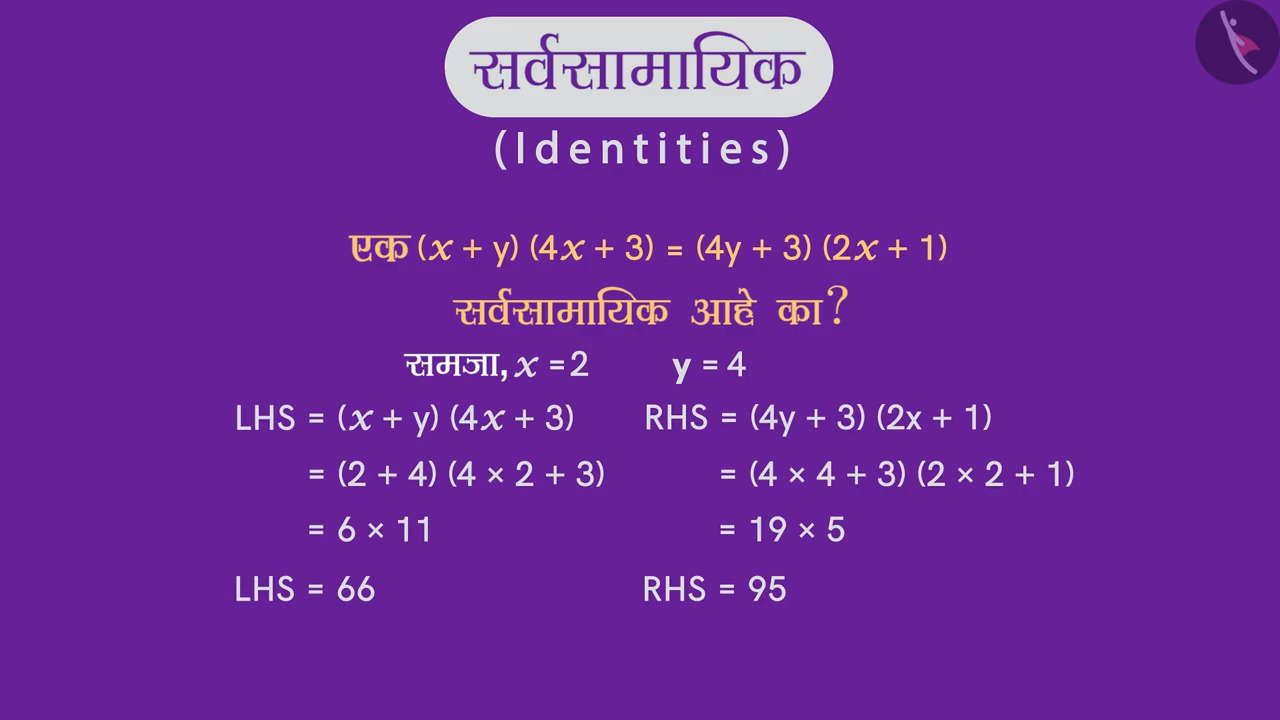 सर्वसामायिक
(Identities)
एक (x + y) (4x + 3) = (4y + 3) (2x + 1)
सर्वसामायिक आहे का?
समजा, x = 2 y = 4
LHS = (x + y) (4x + 3) RHS = (4y + 3) (2x + 1)
= (2 + 4) (4 × 2 + 3) = (4 × 4 + 3) (2 × 2 + 1)
= 6 × 11 = 19 × 5
LHS = 66 RHS = 95